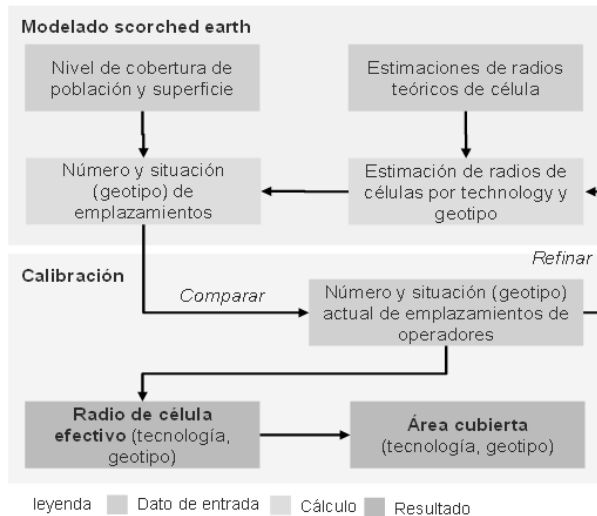 Modelado scorched earth
Nivel de cobertura de
población y superficie
Estimaciones de radios
teóricos de célula
Número y situación
(geotipo) de
emplazamientos
Estimación de radios de
células por technology y
geotipo
Refinar
Calibración
Comparar
Número y situación (geotipo)
actual de emplazamientos de
operadores
Radio de célula
efectivo (tecnología,
geotipo)
Área cubierta
(tecnología, geotipo)
leyenda Dato de entrada Cálculo Resultado